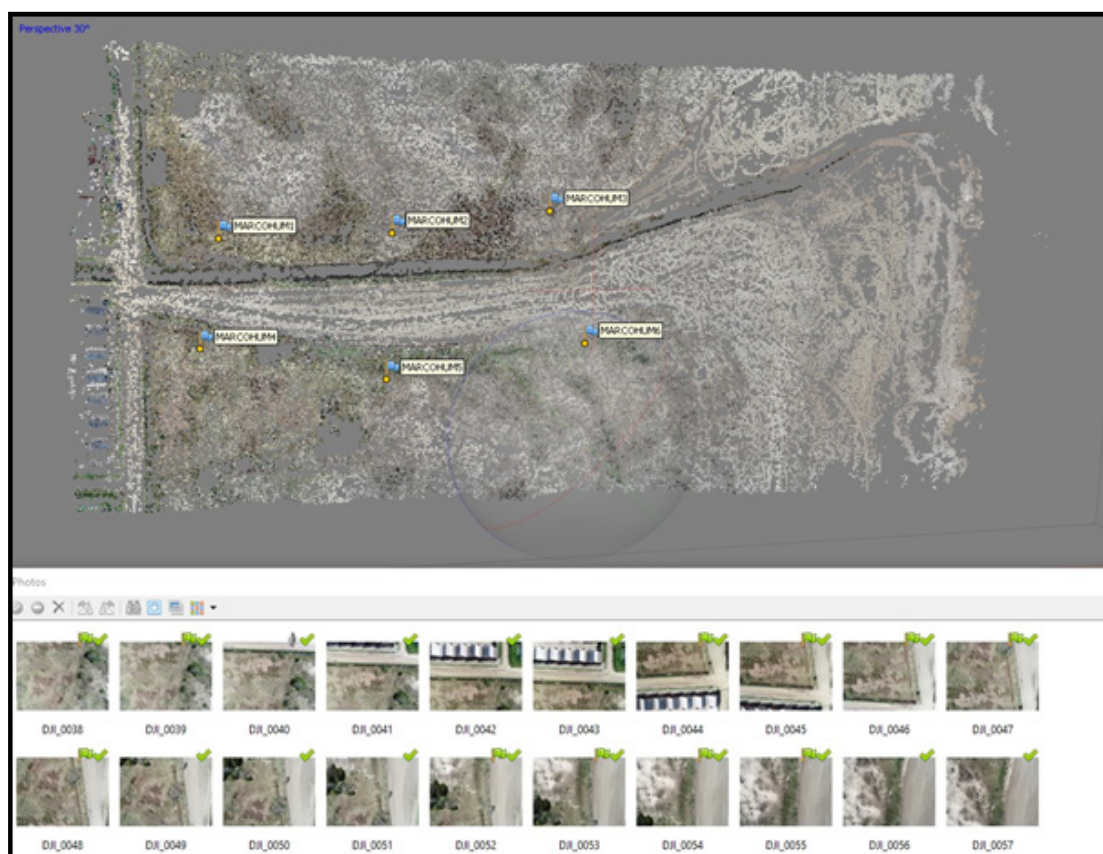 Perspective 30°
MARCOHUM3
MARCOHUM2
MARCOHUM1
MARCOHUM6
MARCOHUM4
MARCOHUM5
Photos
DJI_0038 DJI_0039 DJI_0040 DJI_0041 DJI_0042 DJI_0043 DJI_0044 DJI_0045 DJI_0046 DJI_0047
DJI_0048 DJI_0049 DJI_0050 DJI_0051 DJI_0052 DJI_0053 DJI_0054 DJI_0055 DJI_0056 DJI_0057